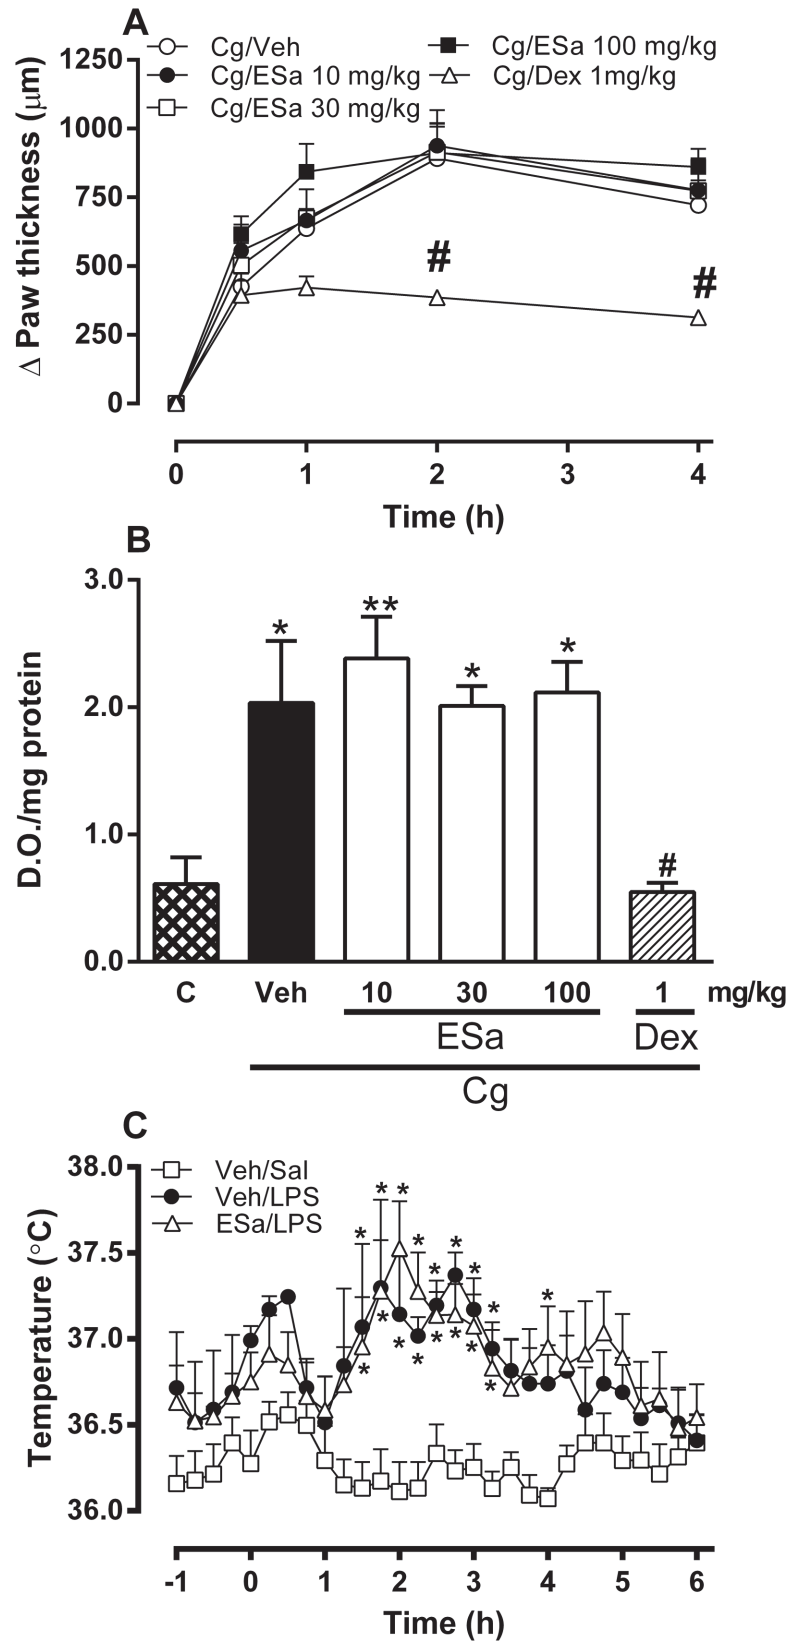 A
Cg/Veh
Cg/ESa 100 mg/kg
Cg/ESa 10 mg/kg
Cg/Dex 1mg/kg
Cg/ESa 30 mg/kg
Δ Paw thickness (μm)
1250
1000
750
500
250
0
#
#
0 1 2 3 4
Time (h)
B
D.O./mg protein
3.0
2.0
1.0
0.0
*
**
*
*
#
C Veh 10 30 100 1 mg/kg
ESa Dex
Cg
C
Veh/Sal
Veh/LPS
ESa/LPS
Temperature (°C)
38.0
37.5
37.0
36.5
36.0
* * * * * * * * *
* * * * * * * *
-1 0 1 2 3 4 5 6
Time (h)